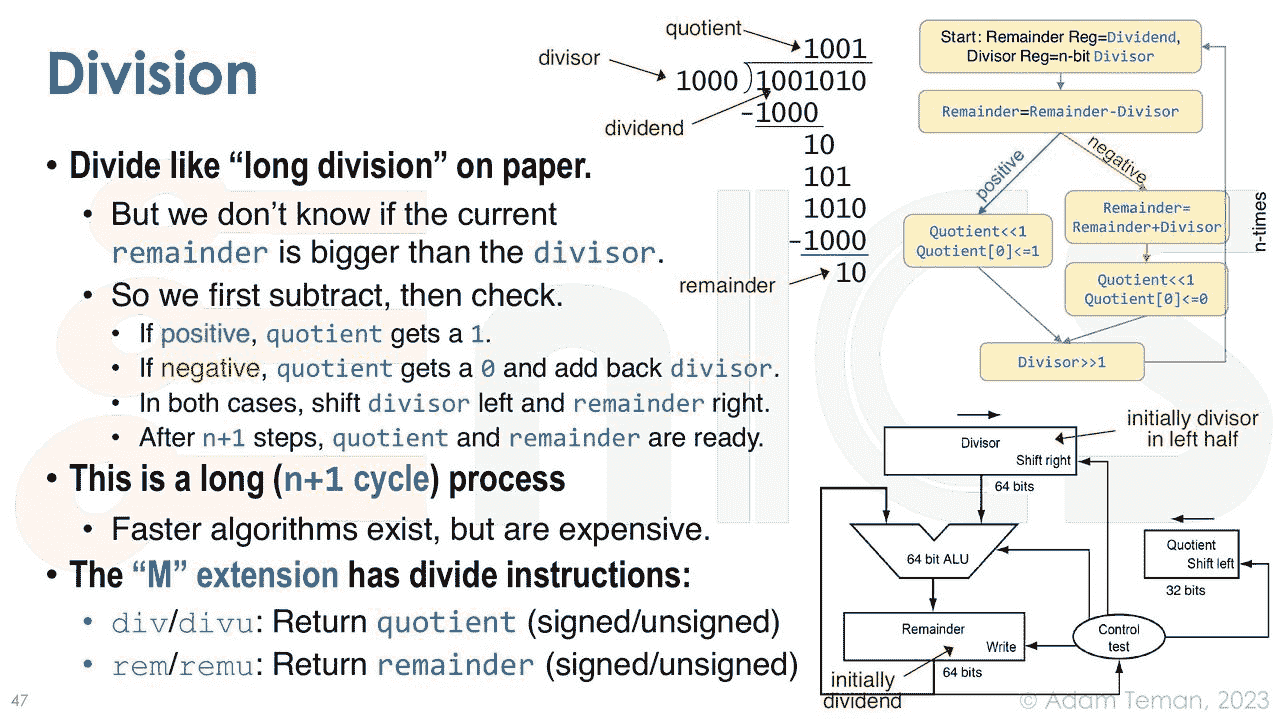 Division
• Divide like “long division” on paper.
• But we don’t know if the current
remainder is bigger than the divisor.
• So we first subtract, then check.
• If positive, quotient gets a 1.
• If negative, quotient gets a 0 and add back divisor.
• In both cases, shift divisor left and remainder right.
• After n+1 steps, quotient and remainder are ready.
• This is a long (n+1 cycle) process
• Faster algorithms exist, but are expensive.
• The “M” extension has divide instructions:
• div/divu: Return quotient (signed/unsigned)
• rem/remu: Return remainder (signed/unsigned)
quotient
1001
divisor
1000 )1001010
dividend
-1000
10
101
1010
-1000
remainder
10
Start: Remainder Reg=Dividend,
Divisor Reg=n-bit Divisor
Remainder=Remainder-Divisor
positive
negative
Remainder=
Remainder+Divisor
Quotient<<1
Quotient[0]<=1
Quotient<<1
Quotient[0]<=0
n-times
Divisor>>1
initially divisor
in left half
Divisor
Shift right
64 bits
64 bit ALU
Quotient
Shift left
32 bits
Remainder
Write
Control
test
64 bits
initially
dividend
47
© Adam Teman, 2023
EnICS